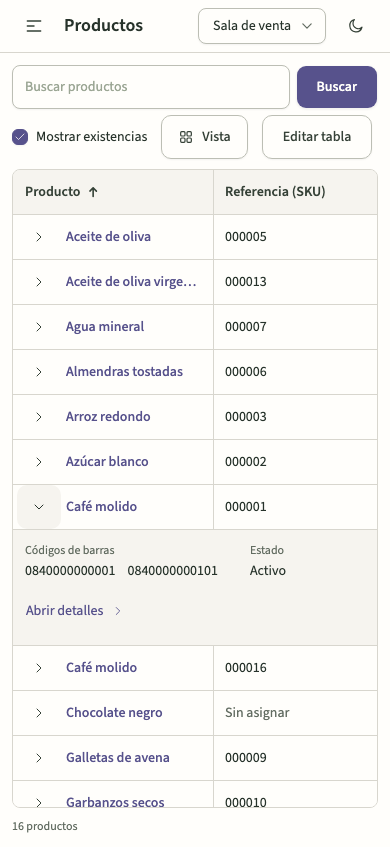 Productos
Sala de venta
Buscar productos
Buscar
Mostrar existencias
Vista
Editar tabla
Producto Referencia (SKU)
Aceite de oliva 000005
Aceite de oliva virge... 000013
Agua mineral 000007
Almendras tostadas 000006
Arroz redondo 000003
Azúcar blanco 000002
Café molido 000001
Códigos de barras Estado
0840000000001 0840000000101 Activo
Abrir detalles
Café molido 000016
Chocolate negro Sin asignar
Galletas de avena 000009
Garbanzos secos 000010
16 productos